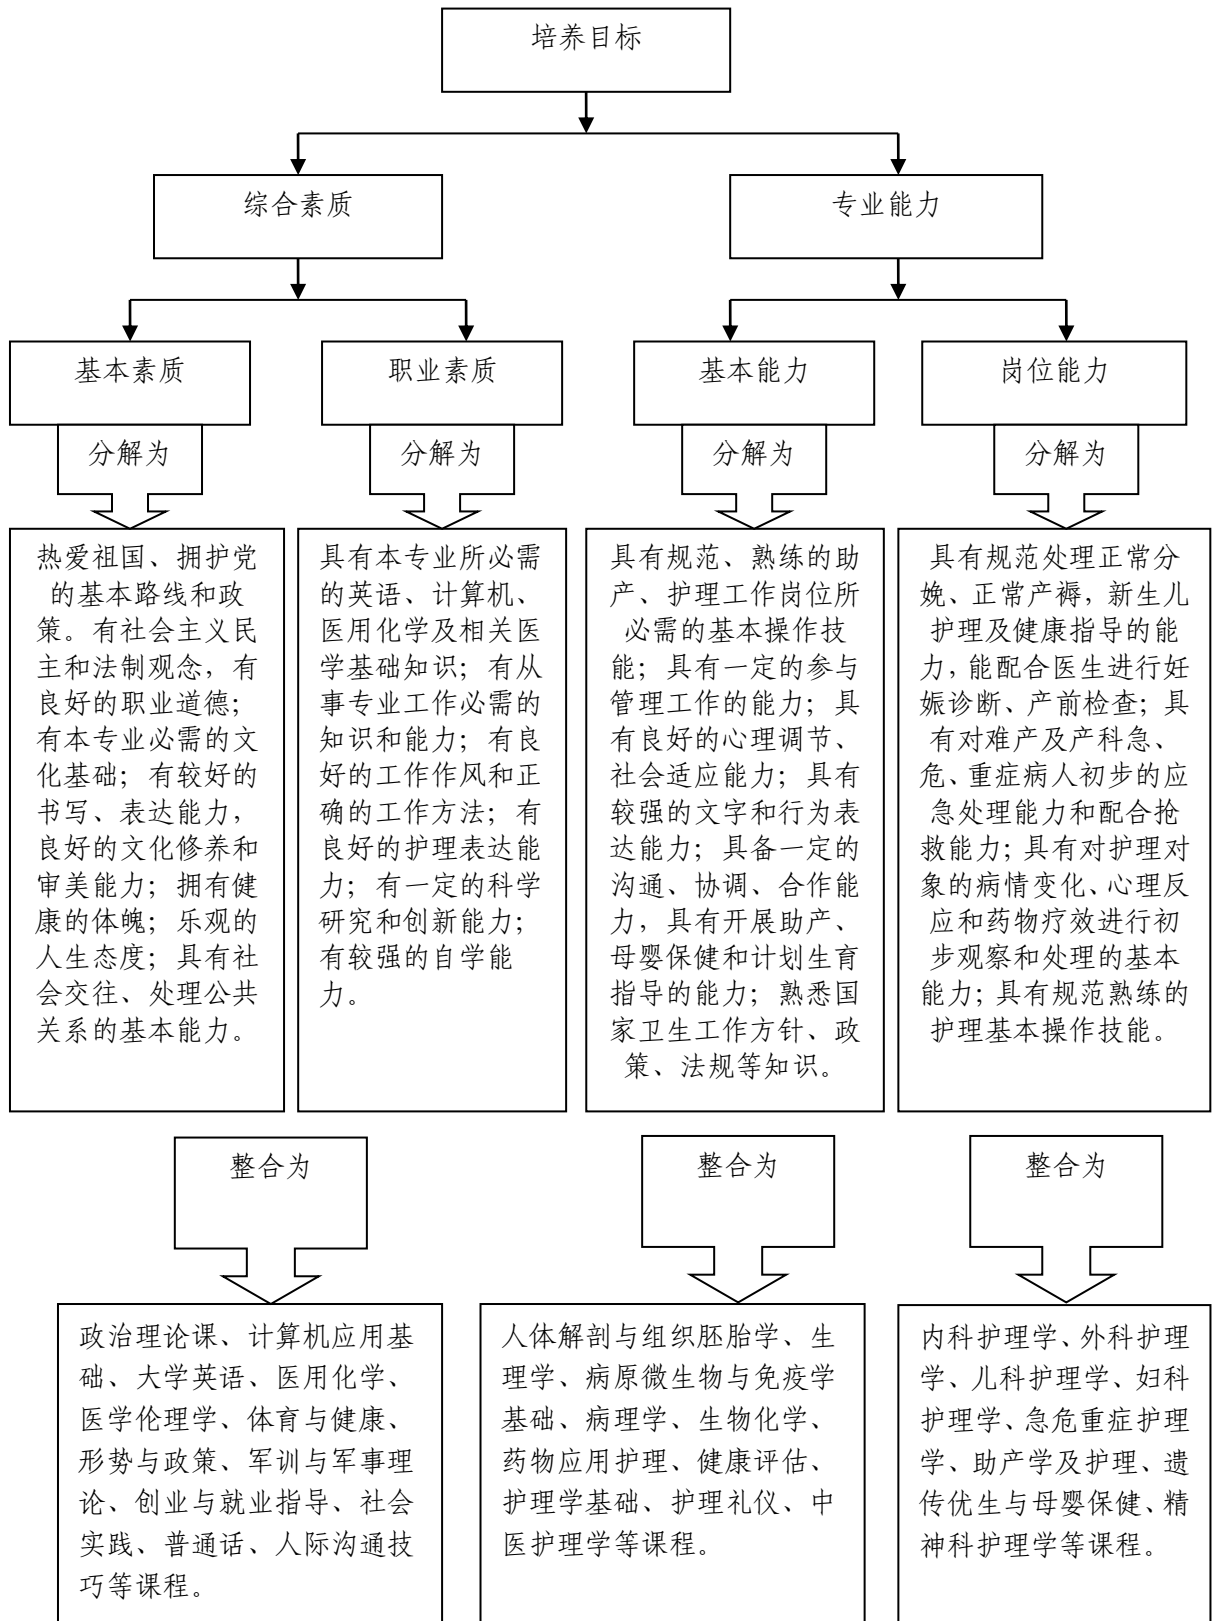 培养目标
综合素质
专业能力
基本素质
职业素质
基本能力
岗位能力
分解为
分解为
分解为
分解为
热爱祖国、拥护党
的基本路线和政
策。有社会主义民
主和法制观念，有
良好的职业道德；
有本专业必需的文
化基础；有较好的
书写、表达能力，
良好的文化修养和
审美能力；拥有健
康的体魄；乐观的
人生态度；具有社
会交往、处理公共
关系的基本能力。
具有本专业所必需
的英语、计算机、
医用化学及相关医
学基础知识；有从
事专业工作必需的
知识和能力；有良
好的工作作风和正
确的工作方法；有
良好的护理表达能
力；有一定的科学
研究和创新能力；
有较强的自学能
力。
具有规范、熟练的助
产、护理工作岗位所
必需的基本操作技
能；具有一定的参与
管理工作的能力；具
有良好的心理调节、
社会适应能力；具有
较强的文字和行为表
达能力；具备一定的
沟通、协调、合作能
力，具有开展助产、
母婴保健和计划生育
指导的能力；熟悉国
家卫生工作方针、政
策、法规等知识。
具有规范处理正常分
娩、正常产褥，新生儿
护理及健康指导的能
力，能配合医生进行妊
娠诊断、产前检查；具
有对难产及产科急、
危、重症病人初步的应
急处理能力和配合抢
救能力；具有对护理对
象的病情变化、心理反
应和药物疗效进行初
步观察和处理的基本
能力；具有规范熟练的
护理基本操作技能。
整合为
整合为
整合为
政治理论课、计算机应用基
础、大学英语、医用化学、
医学伦理学、体育与健康、
形势与政策、军训与军事理
论、创业与就业指导、社会
实践、普通话、人际沟通技
巧等课程。
人体解剖与组织胚胎学、生
理学、病原微生物与免疫学
基础、病理学、生物化学、
药物应用护理、健康评估、
护理学基础、护理礼仪、中
医护理学等课程。
内科护理学、外科护理
学、儿科护理学、妇科
护理学、急危重症护理
学、助产学及护理、遗
传优生与母婴保健、精
神科护理学等课程。